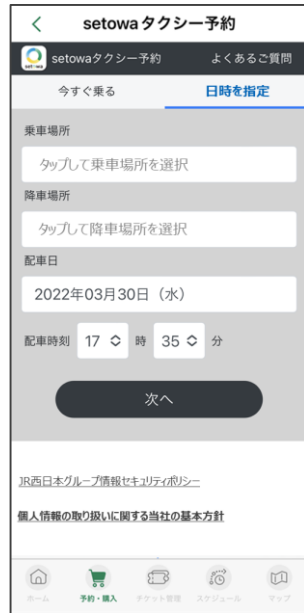 setowaタクシー予約
setowa
setowaタクシー予約 よくあるご質問
今すぐ乗る 日時を指定
乗車場所
タップして乗車場所を選択
降車場所
タップして降車場所を選択
配車日
2022年03月30日（水）
配車時刻 17 時 35 分
次へ
JR西日本グループ情報セキュリティポリシー
個人情報の取り扱いに関する当社の基本方針
ホーム 予約・購入 チケット管理 スケジュール マップ